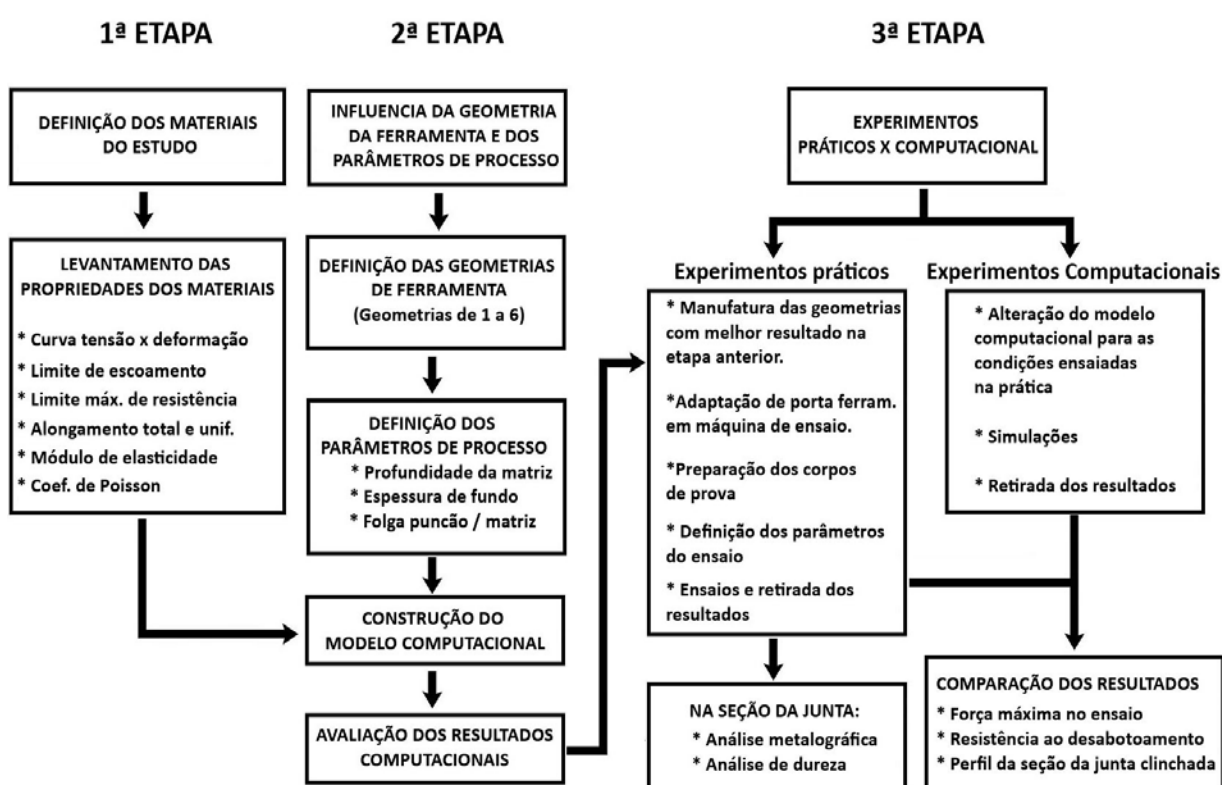 1ª ETAPA
DEFINIÇÃO DOS MATERIAIS
DO ESTUDO
LEVANTAMENTO DAS
PROPRIEDADES DOS MATERIAIS
* Curva tensão x deformação
* Limite de escoamento
* Limite máx. de resistência
* Alongamento total e unif.
* Módulo de elasticidade
* Coef. de Poisson
2ª ETAPA
INFLUENCIA DA GEOMETRIA
DA FERRAMENTA E DOS
PARÂMETROS DE PROCESSO
DEFINIÇÃO DAS GEOMETRIAS
DE FERRAMENTA
(Geometrias de 1 a 6)
DEFINIÇÃO DOS
PARÂMETROS DE PROCESSO
* Profundidade da matriz
* Espessura de fundo
* Folga puncão / matriz
CONSTRUÇÃO DO
MODELO COMPUTACIONAL
AVALIAÇÃO DOS RESULTADOS
COMPUTACIONAIS
3ª ETAPA
EXPERIMENTOS
PRÁTICOS X COMPUTACIONAL
Experimentos práticos
* Manufatura das geometrias
com melhor resultado na
etapa anterior.
*Adaptação de porta ferram.
em máquina de ensaio.
*Preparação dos corpos
de prova
* Definição dos parâmetros
do ensaio
* Ensaios e retirada dos
resultados
NA SEÇÃO DA JUNTA:
* Análise metalográfica
* Análise de dureza
Experimentos Computacionais
* Alteração do modelo
computacional para as
condições ensaiadas
na prática
* Simulações
* Retirada dos resultados
COMPARAÇÃO DOS RESULTADOS
* Força máxima no ensaio
* Resistência ao desabotoamento
* Perfil da seção da junta clinchada